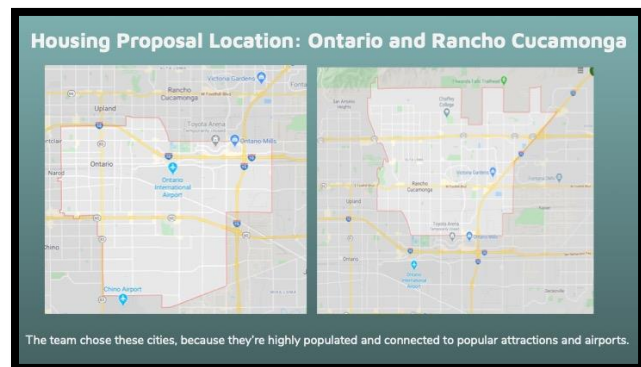 Housing Proposal Location: Ontario and Rancho Cucamonga
Victoria Gardens
Rancho
Cucamonga
Upland
Toyota Arena
Ontario Mills
Ontario
Ontario
International
Airport
Chino Airport
San Antonio
Heights
Chaffey
College
Victoria Gardens
Rancho
Cucamonga
Upland
Toyota Arena
Ontario Mills
Ontario
Ontario
International
Airport
The team chose these cities, because they're highly populated and connected to popular attractions and airports.